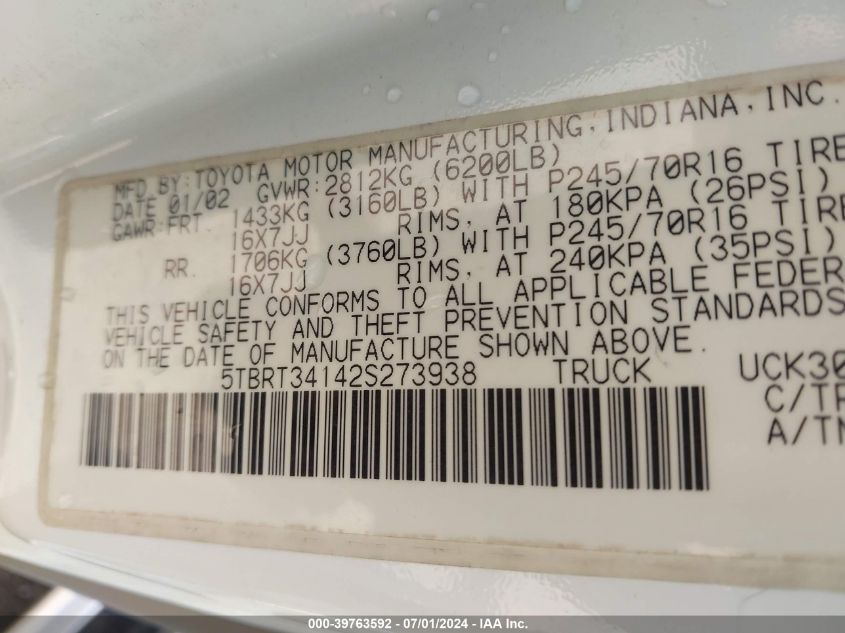 MFD BY:TOYOTA MOTOR MANUFACTURING, INDIANA, INC.
DATE 01/02 GVWR:2812KG (6200LB)
GAWR:FRT. 1433KG (3160LB) WITH P245/70R16 TIRE
16X7JJ RIMS, AT 180KPA (26PSI)
RR. 1706KG (3760LB) WITH P245/70R16 TIRE
16X7JJ RIMS, AT 240KPA (35PSI)
THIS VEHICLE CONFORMS TO ALL APPLICABLE FEDER
VEHICLE SAFETY AND THEFT PREVENTION STANDARDS
ON THE DATE OF MANUFACTURE SHOWN ABOVE.
5TBRT34142S273938 TRUCK UCK30
C/TR
A/TM
000-39763592 - 07/01/2024 - IAA Inc.